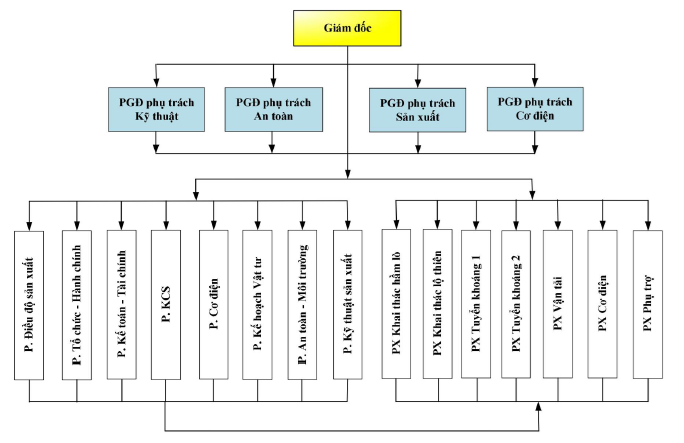 Giám đốc
PGĐ phụ trách
Kỹ thuật
PGĐ phụ trách
An toàn
PGĐ phụ trách
Sản xuất
PGĐ phụ trách
Cơ điện
P. Điều độ sản xuất
P. Tổ chức - Hành chính
P. Kế toán - Tài chính
P. KCS
P. Cơ điện
P. Kế hoạch Vật tư
P. An toàn - Môi trường
P. Kỹ thuật sản xuất
PX Khai thác hầm lò
PX Khai thác lộ thiên
PX Tuyển khoáng 1
PX Tuyển khoáng 2
PX Vận tải
PX Cơ điện
PX Phụ trợ